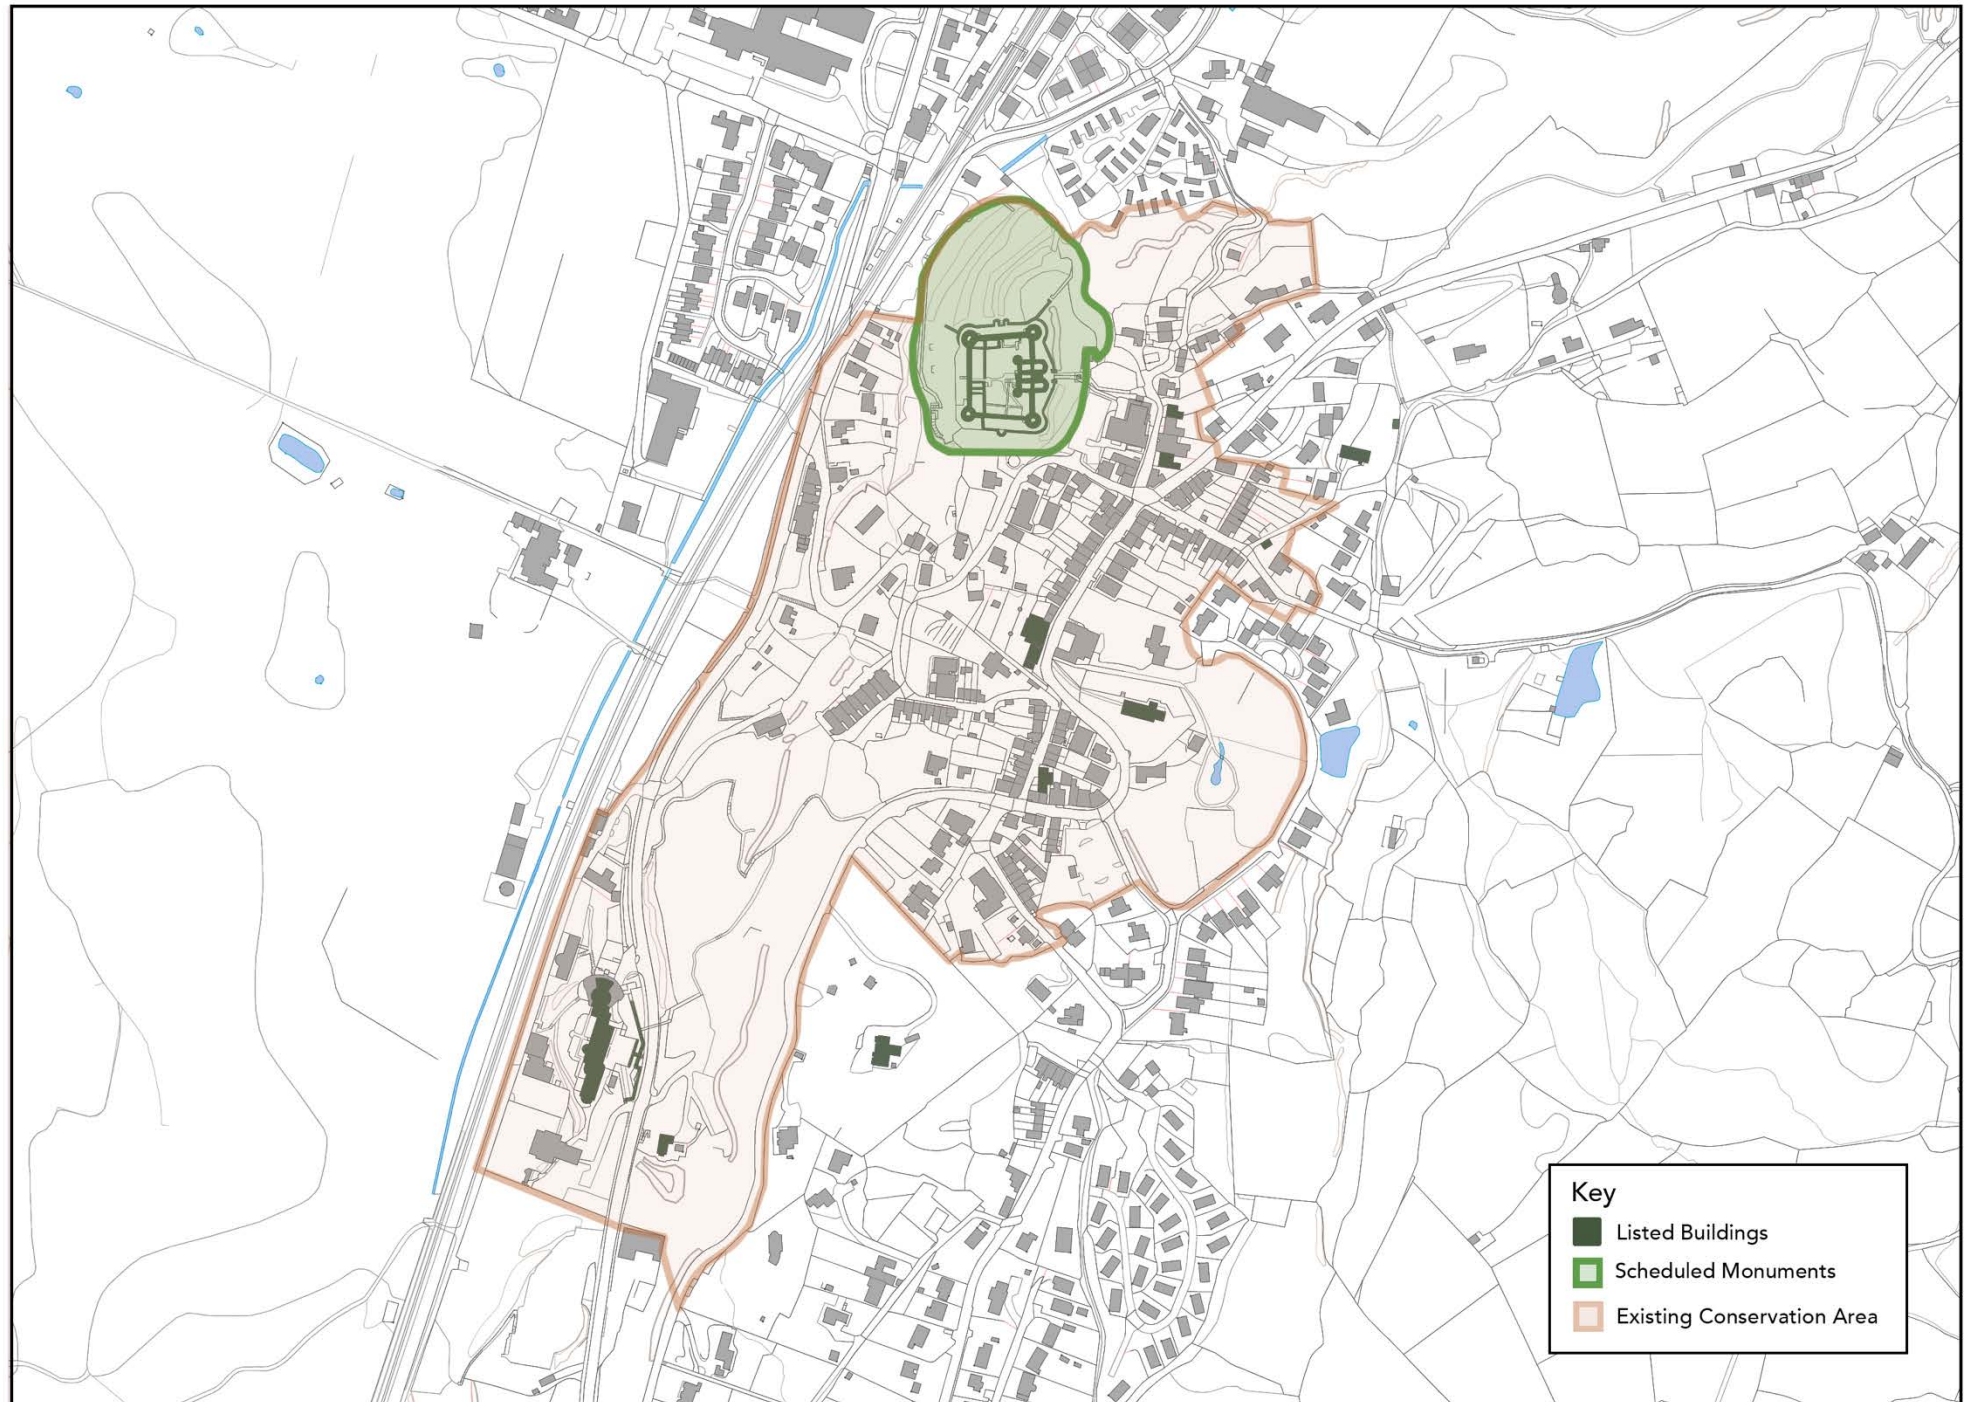 Key
Listed Buildings
Scheduled Monuments
Existing Conservation Area